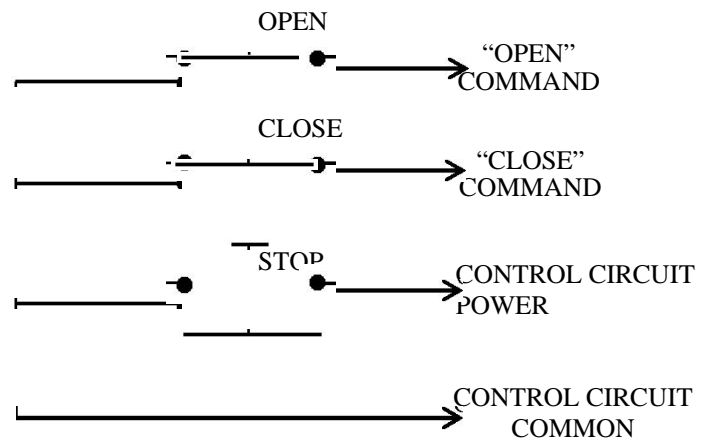 OPEN
“OPEN”
COMMAND
CLOSE
“CLOSE”
COMMAND
STOP
CONTROL CIRCUIT
POWER
CONTROL CIRCUIT
COMMON